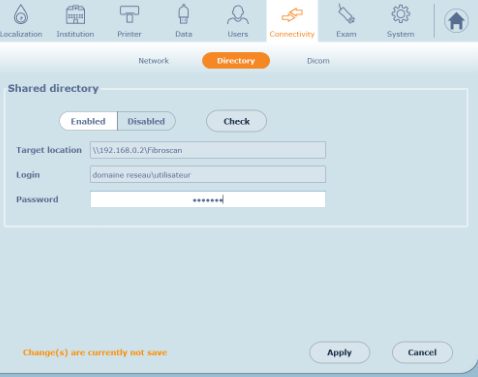 Localization Institution Printer Data Users Connectivity Exam System
Network Directory Dicom
Shared directory
Enabled Disabled Check
Target location \\192.168.0.2\Fibroscan
Login domaine reseau\utilisateur
Password *******
Change(s) are currently not save Apply Cancel